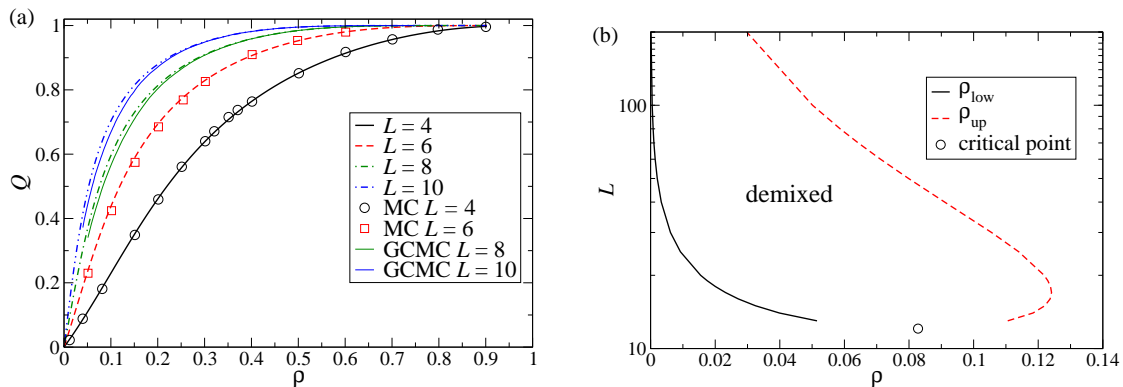 (a)
Q
1
0.8
0.6
0.4
0.2
0
0 0.1 0.2 0.3 0.4 0.5 0.6 0.7 0.8 0.9 1
ρ
L = 4
L = 6
L = 8
L = 10
MC L = 4
MC L = 6
GCMC L = 8
GCMC L = 10
(b)
L
100
10
0 0.02 0.04 0.06 0.08 0.1 0.12 0.14
ρ
ρlow
ρup
critical point
demixed